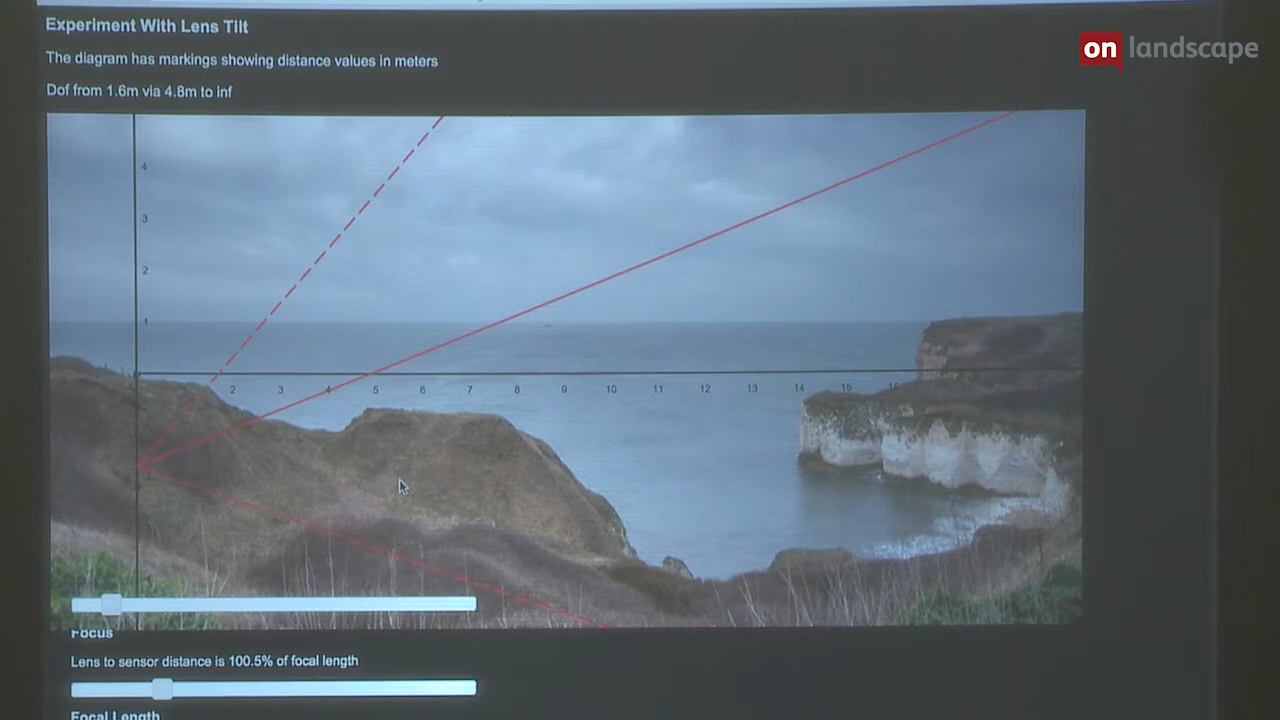 Experiment With Lens Tilt
on landscape
The diagram has markings showing distance values in meters
Dof from 1.6m via 4.8m to inf
4
3
2
1
2 3 4 5 6 7 8 9 10 11 12 13 14 15 16
Focus
Lens to sensor distance is 100.5% of focal length
Focal Length